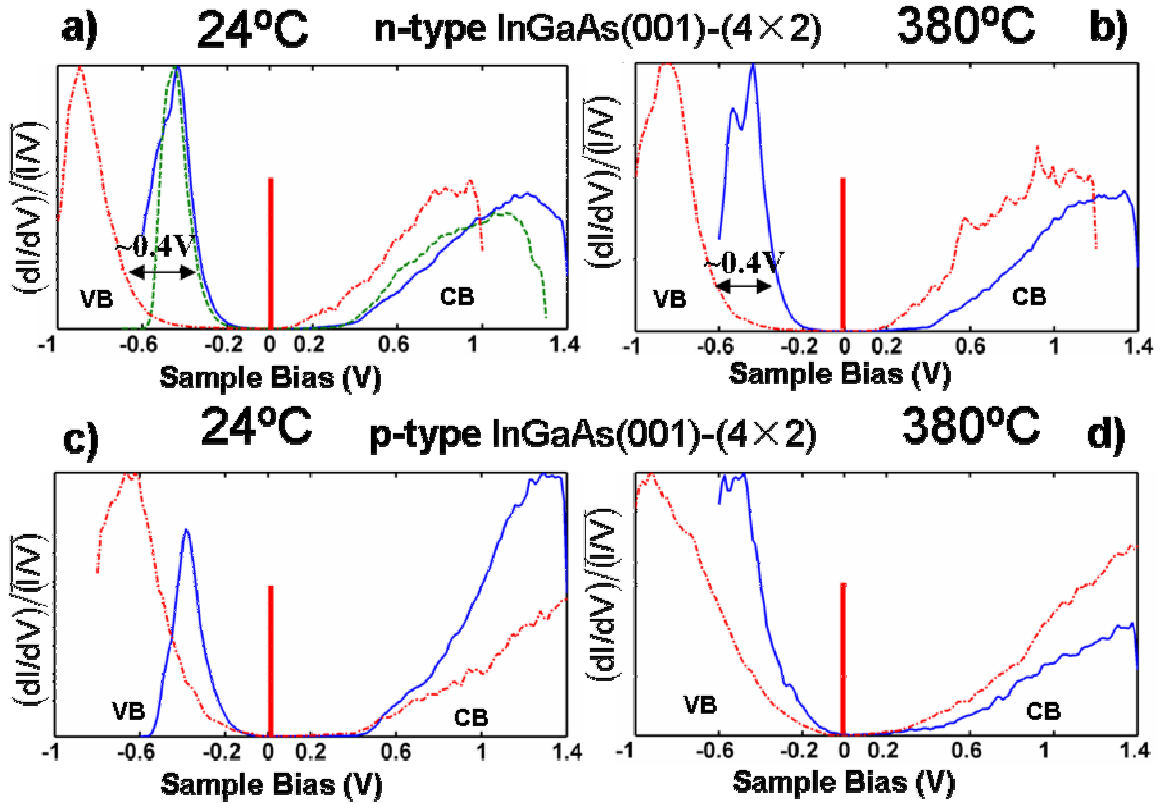 a) 24ºC n-type InGaAs(001)-(4×2) 380ºC b)
(dI/dV)/(I/V)
~0.4V
VB
CB
-1 -0.6 -0.2 0 0.2 0.6 1 1.4
Sample Bias (V)
(dI/dV)/(I/V)
~0.4V
VB
CB
-1 -0.6 -0.2 0 0.2 0.6 1 1.4
Sample Bias (V)
c) 24ºC p-type InGaAs(001)-(4×2) 380ºC d)
(dI/dV)/(I/V)
VB
CB
-1 -0.6 -0.2 0 0.2 0.6 1 1.4
Sample Bias (V)
(dI/dV)/(I/V)
VB
CB
-1 -0.6 -0.2 0 0.6 1 1.4
Sample Bias (V)